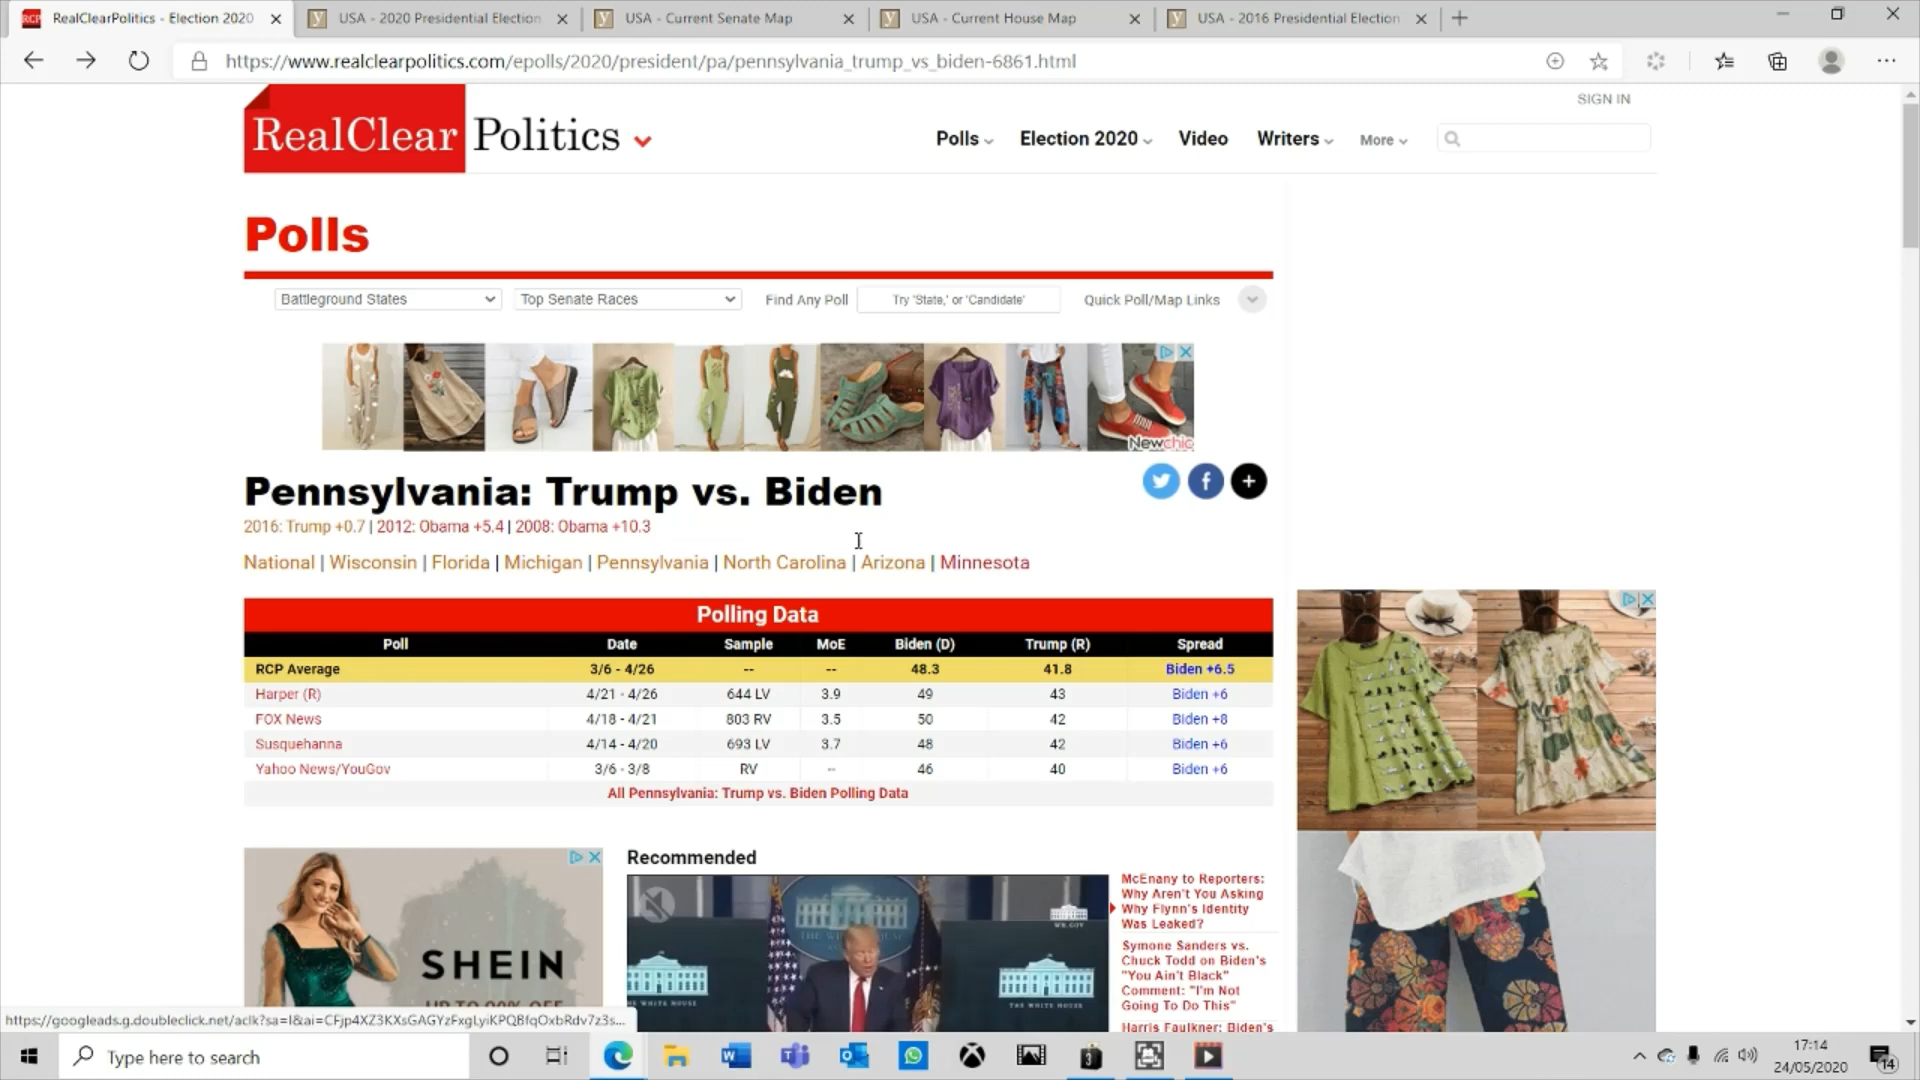 RealClearPolitics - Election 2020
USA - 2020 Presidential Election
USA - Current Senate Map
USA - Current House Map
USA - 2016 Presidential Election
https://www.realclearpolitics.com/epolls/2020/president/pa/pennsylvania_trump_vs_biden-6861.html
SIGN IN
RealClear Politics
Polls
Election 2020
Video
Writers
More
Polls
Battleground States
Top Senate Races
Find Any Poll
Try 'State,' or 'Candidate'
Quick Poll/Map Links
Newchic
Pennsylvania: Trump vs. Biden
2016: Trump +0.7 | 2012: Obama +5.4 | 2008: Obama +10.3
National | Wisconsin | Florida | Michigan | Pennsylvania | North Carolina | Arizona | Minnesota
Polling Data
Poll Date Sample MoE Biden (D) Trump (R) Spread
RCP Average 3/6 - 4/26 -- -- 48.3 41.8 Biden +6.5
Harper (R) 4/21 - 4/26 644 LV 3.9 49 43 Biden +6
FOX News 4/18 - 4/21 803 RV 3.5 50 42 Biden +8
Susquehanna 4/14 - 4/20 693 LV 3.7 48 42 Biden +6
Yahoo News/YouGov 3/6 - 3/8 RV -- 46 40 Biden +6
All Pennsylvania: Trump vs. Biden Polling Data
SHEIN
UP TO 90% OFF
Recommended
THE WHITE HOUSE
THE WHITE HOUSE
McEnany to Reporters:
Why Aren't You Asking
Why Flynn's Identity
Was Leaked?
Symone Sanders vs.
Chuck Todd on Biden's
"You Ain't Black"
Comment: "I'm Not
Going To Do This"
Harris Faulkner: Biden's
Type here to search
17:14
24/05/2020
14